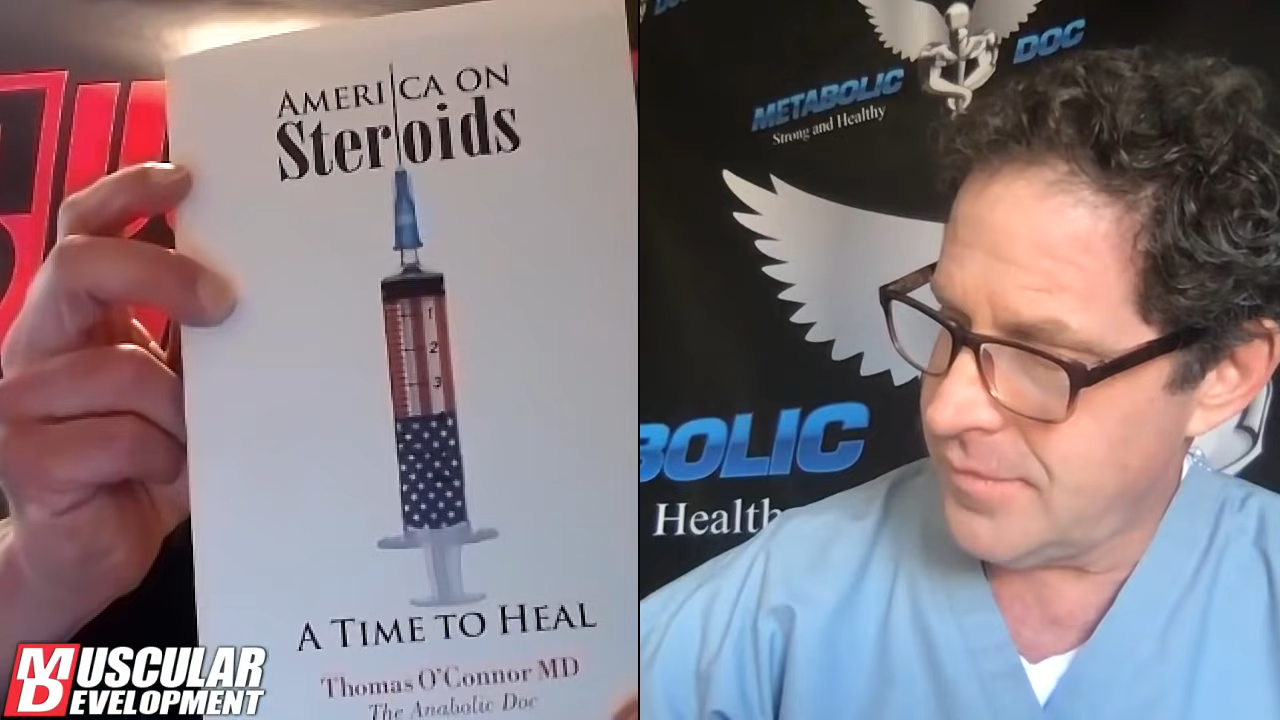 AMERICA ON
Steroids
1
2
3
A TIME TO HEAL
Thomas O'Connor MD
The Anabolic Doc
MUSCULAR
DEVELOPMENT
METABOLIC DOC
Strong and Healthy
BOLIC
Health